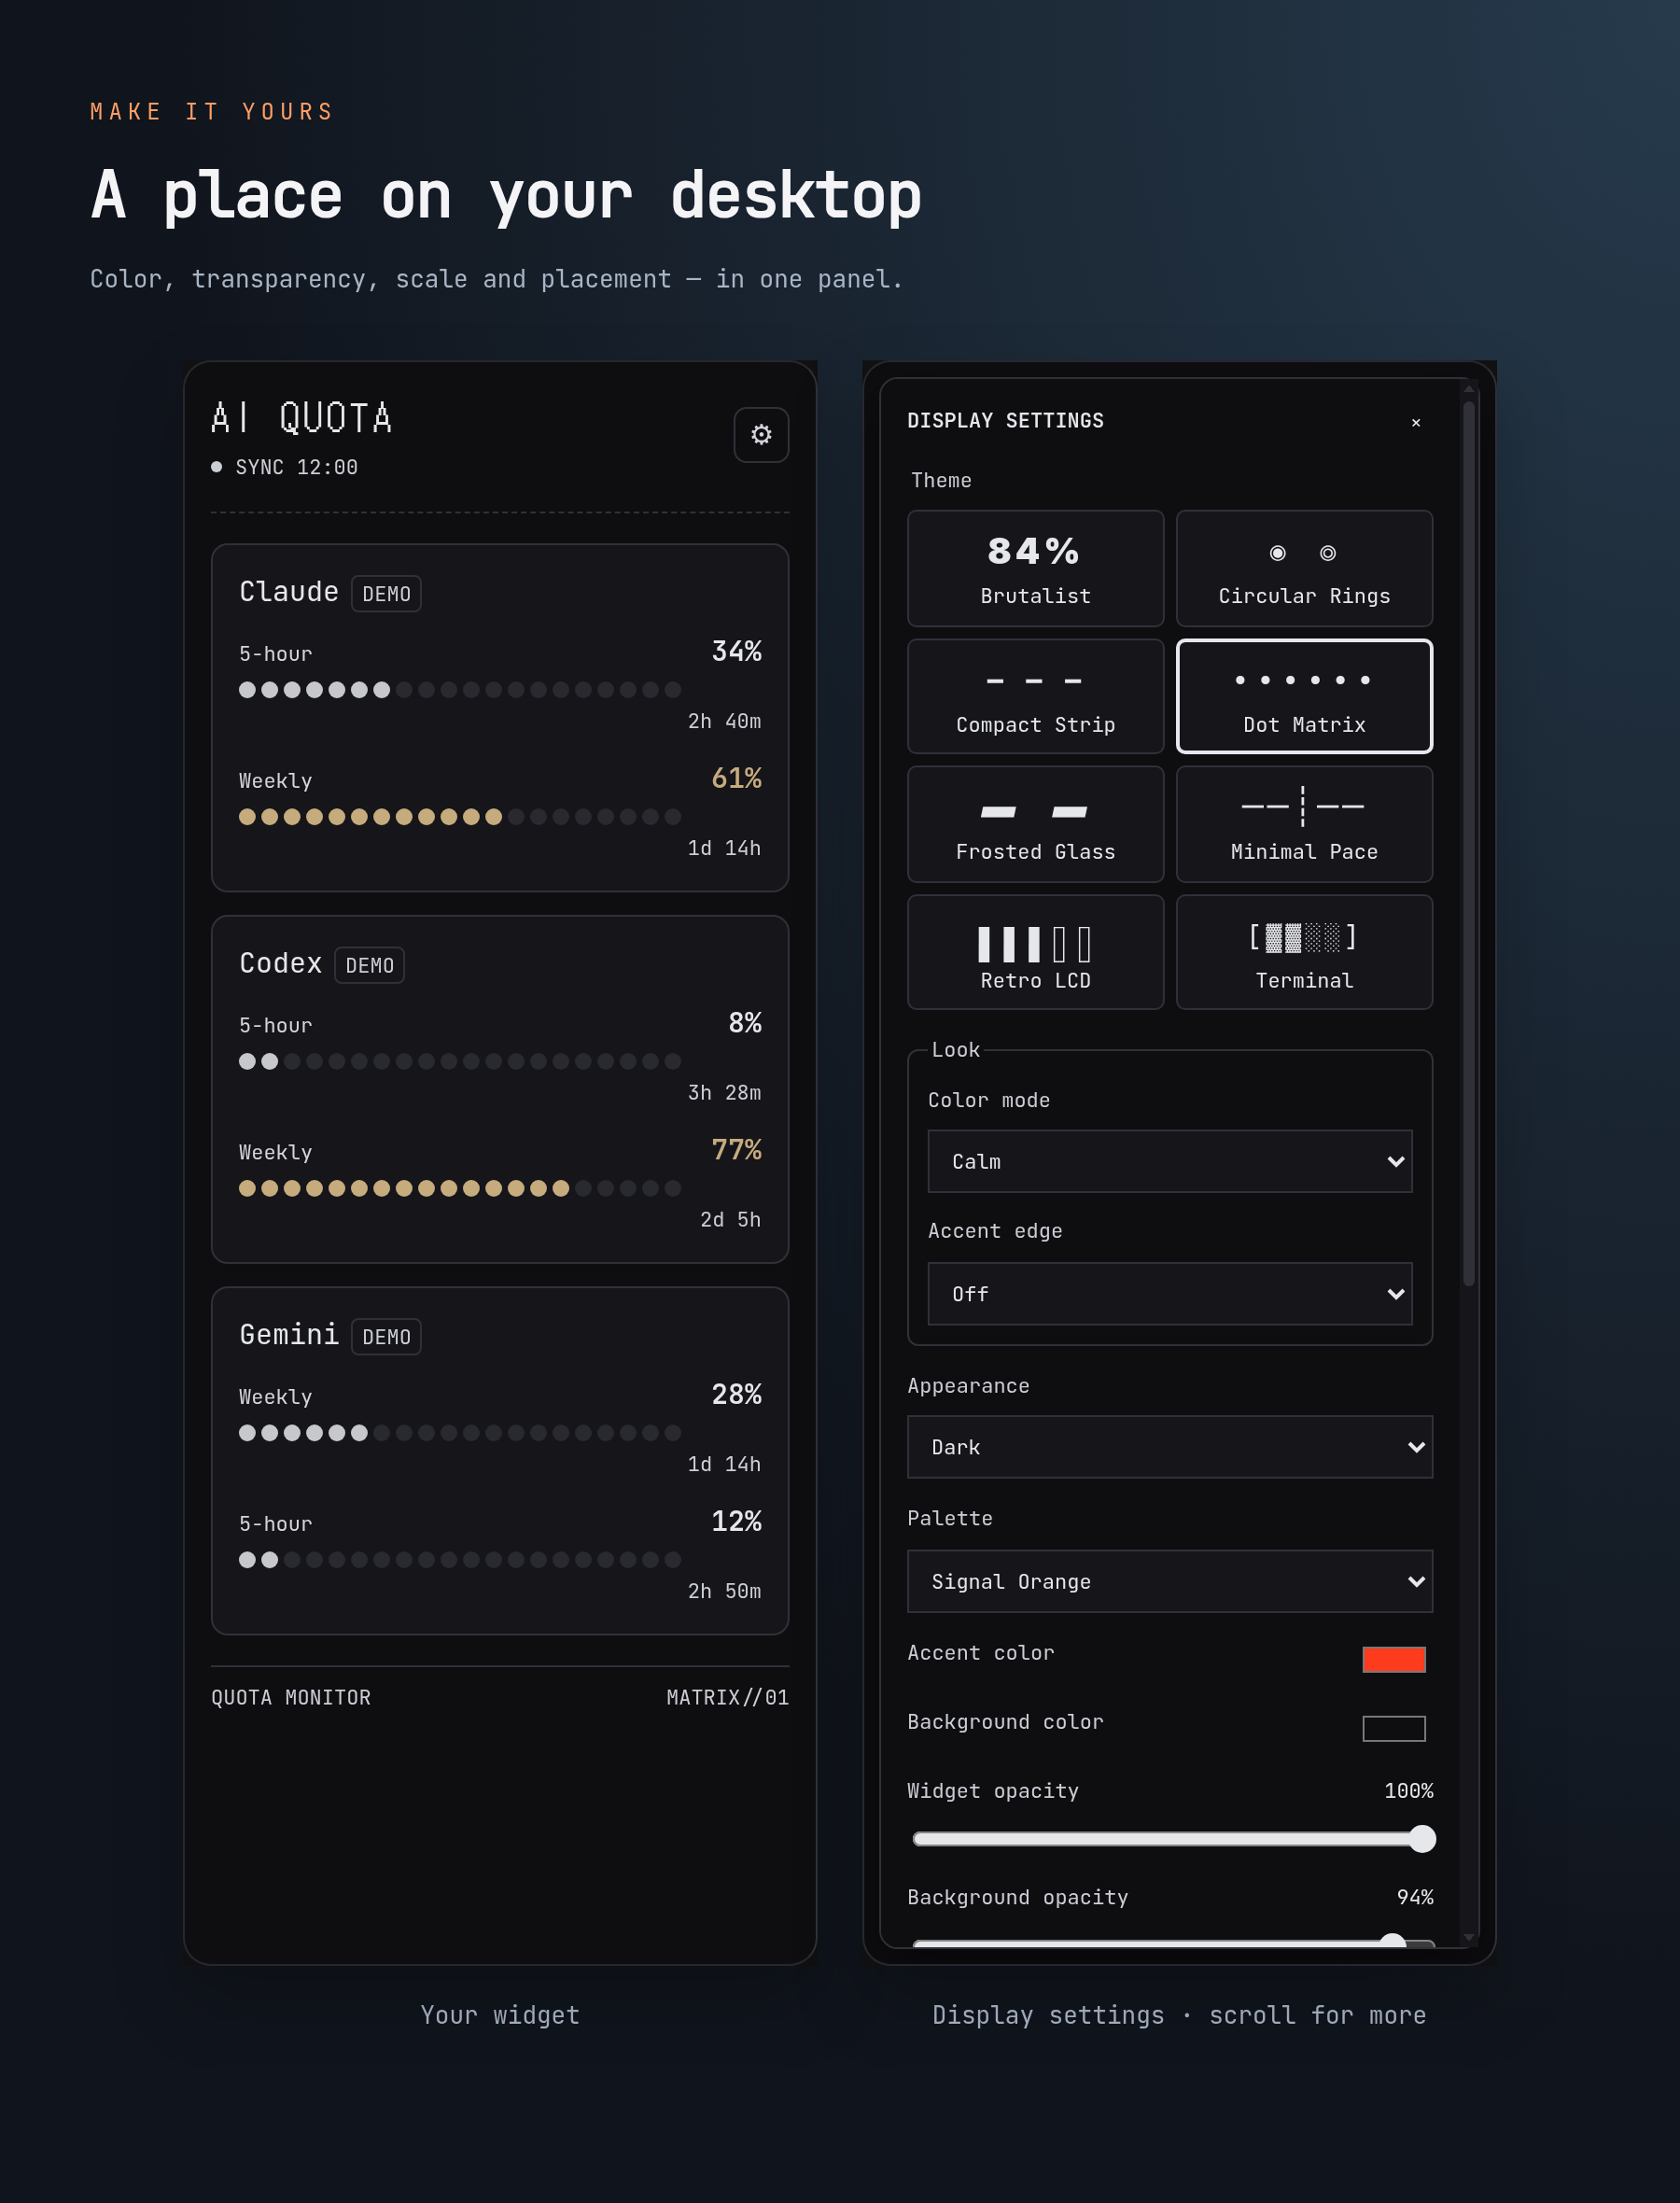 MAKE IT YOURS
A place on your desktop
Color, transparency, scale and placement — in one panel.
AI QUOTA
SYNC 12:00
Claude DEMO
5-hour 34%
2h 40m
Weekly 61%
1d 14h
Codex DEMO
5-hour 8%
3h 28m
Weekly 77%
2d 5h
Gemini DEMO
Weekly 28%
1d 14h
5-hour 12%
2h 50m
QUOTA MONITOR MATRIX//01
Your widget
DISPLAY SETTINGS ×
Theme
84%
Brutalist
Circular Rings
Compact Strip
Dot Matrix
Frosted Glass
Minimal Pace
Retro LCD
Terminal
Look
Color mode
Calm
Accent edge
Off
Appearance
Dark
Palette
Signal Orange
Accent color
Background color
Widget opacity 100%
Background opacity 94%
Display settings · scroll for more